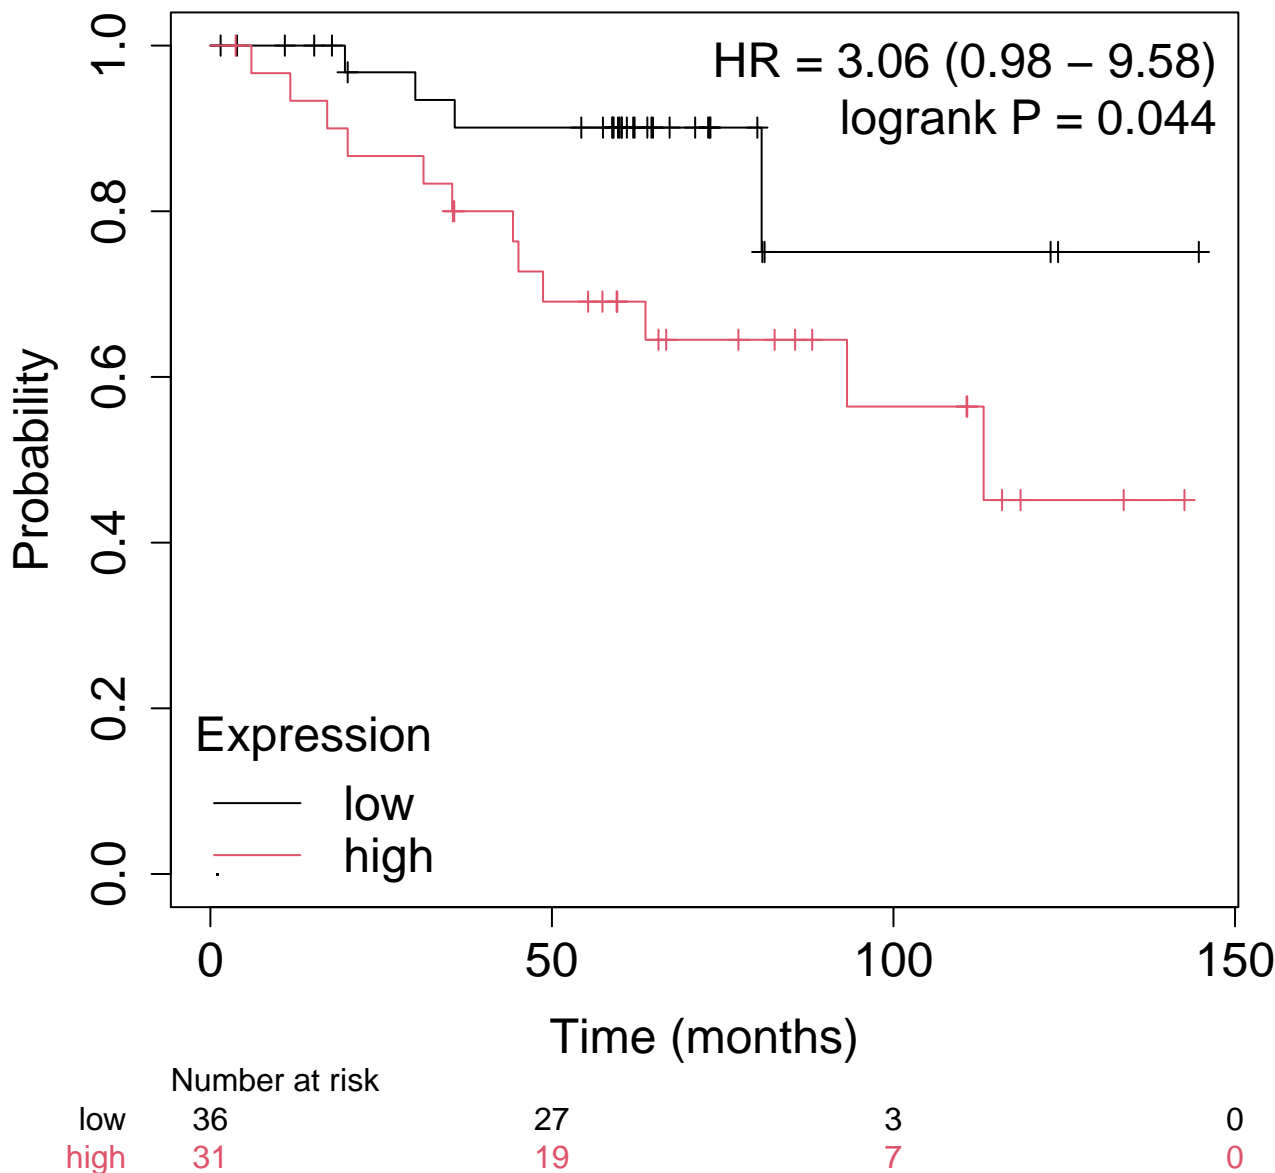 HR = 3.06 (0.98 – 9.58)
logrank P = 0.044
Probability
1.0
0.8
0.6
0.4
0.2
0.0
Expression
low
high
0 50 100 150
Time (months)
Number at risk
low 36 27 3 0
high 31 19 7 0